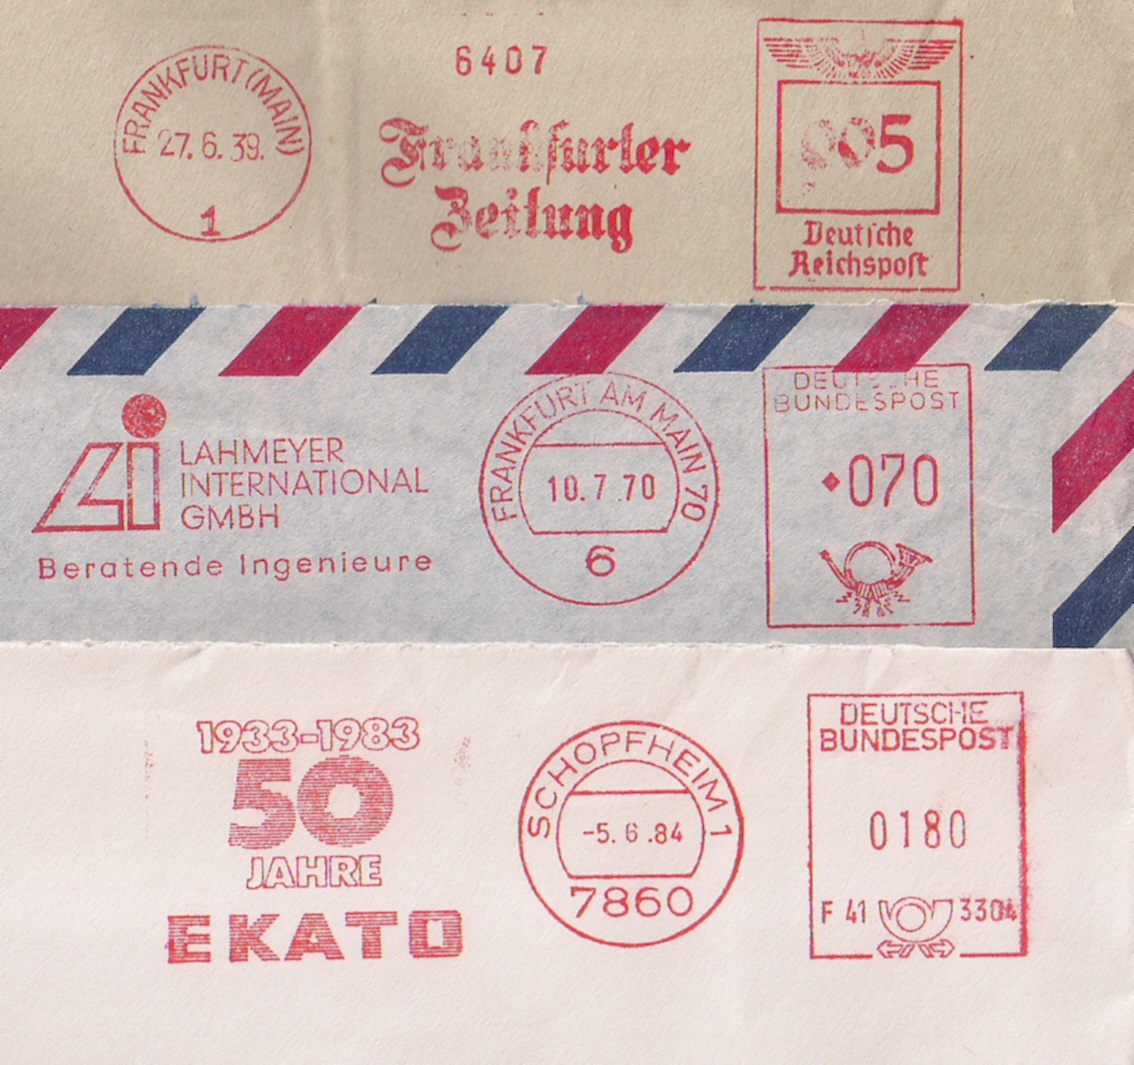 6407
FRANKFURT (MAIN)
27.6.39.
1
Frankfurter
Zeitung
005
Deutsche
Reichspost
Li
LAHMEYER
INTERNATIONAL
GMBH
Beratende Ingenieure
FRANKFURT AM MAIN 70
10.7.70
6
DEUTSCHE
BUNDESPOST
070
1933-1983
50
JAHRE
EKATO
SCHOPFHEIM 1
-5.6.84
7860
DEUTSCHE
BUNDESPOST
0180
F 41 3304